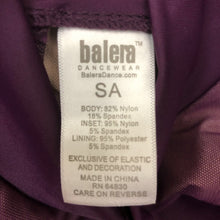 balera™
DANCEWEAR
BaleraDance.com
SA
BODY: 82% Nylon
18% Spandex
INSET: 95% Nylon
5% Spandex
LINING: 95% Polyester
5% Spandex
EXCLUSIVE OF ELASTIC
AND DECORATION
MADE IN CHINA
RN 64830
CARE ON REVERSE